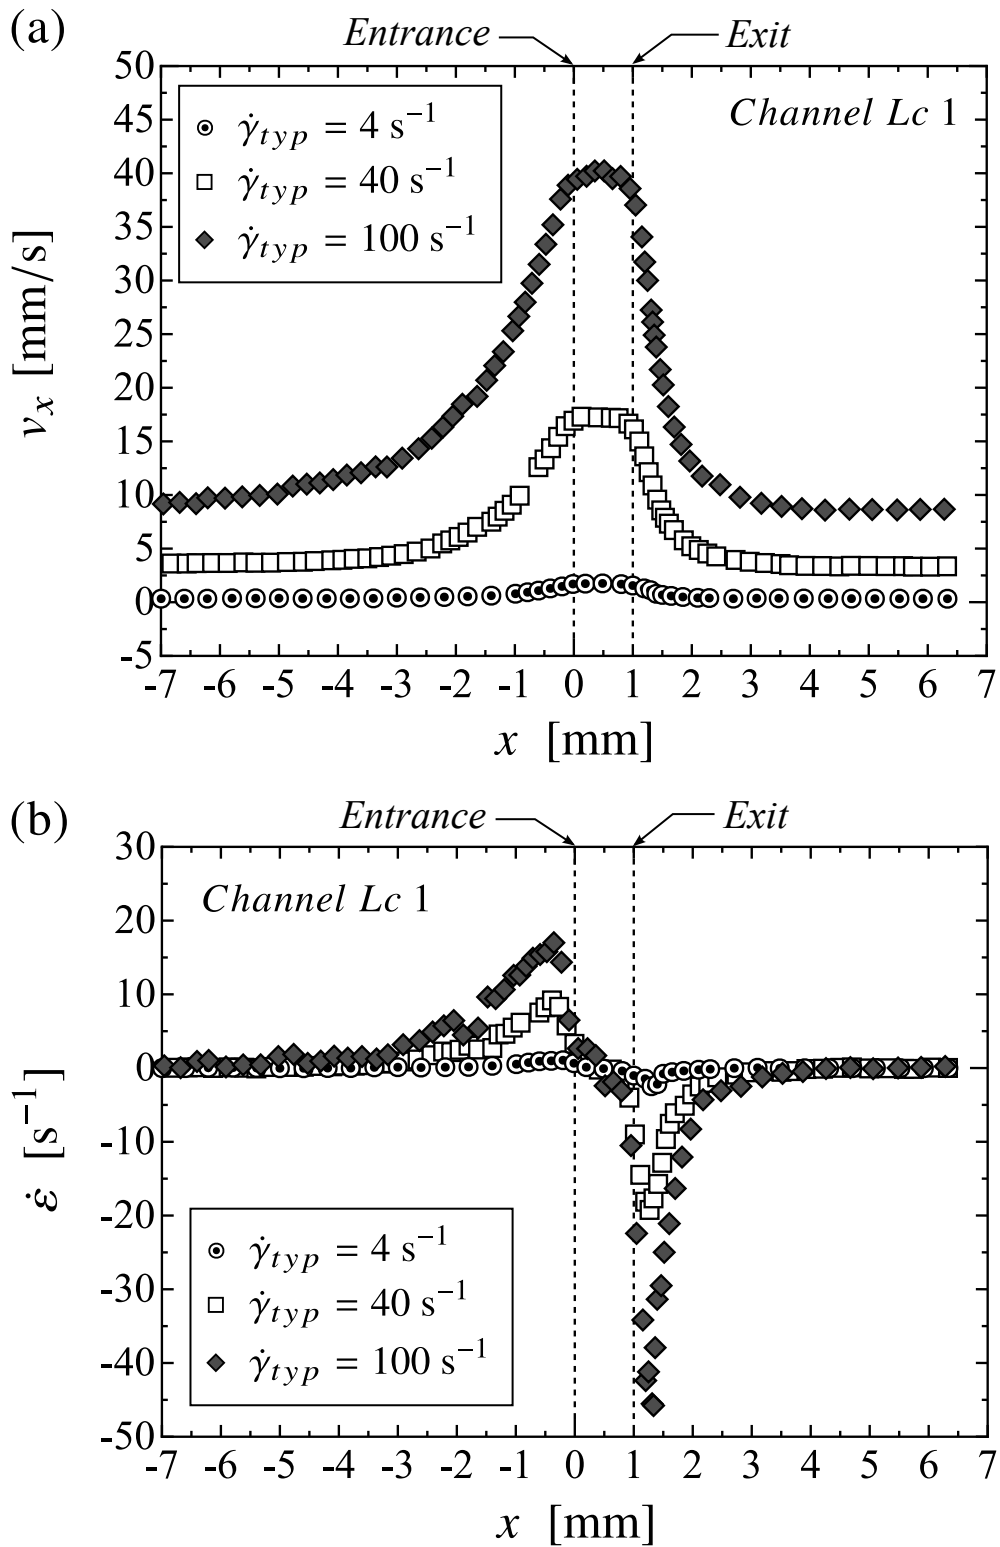 (a)
Entrance Exit
Channel Lc 1
γ̇typ = 4 s⁻¹
γ̇typ = 40 s⁻¹
γ̇typ = 100 s⁻¹
50
45
40
35
30
25
20
15
10
5
0
-5
vx [mm/s]
-7 -6 -5 -4 -3 -2 -1 0 1 2 3 4 5 6 7
x [mm]
(b)
Entrance Exit
Channel Lc 1
30
20
10
0
-10
-20
-30
-40
-50
ε̇ [s⁻¹]
γ̇typ = 4 s⁻¹
γ̇typ = 40 s⁻¹
γ̇typ = 100 s⁻¹
-7 -6 -5 -4 -3 -2 -1 0 1 2 3 4 5 6 7
x [mm]